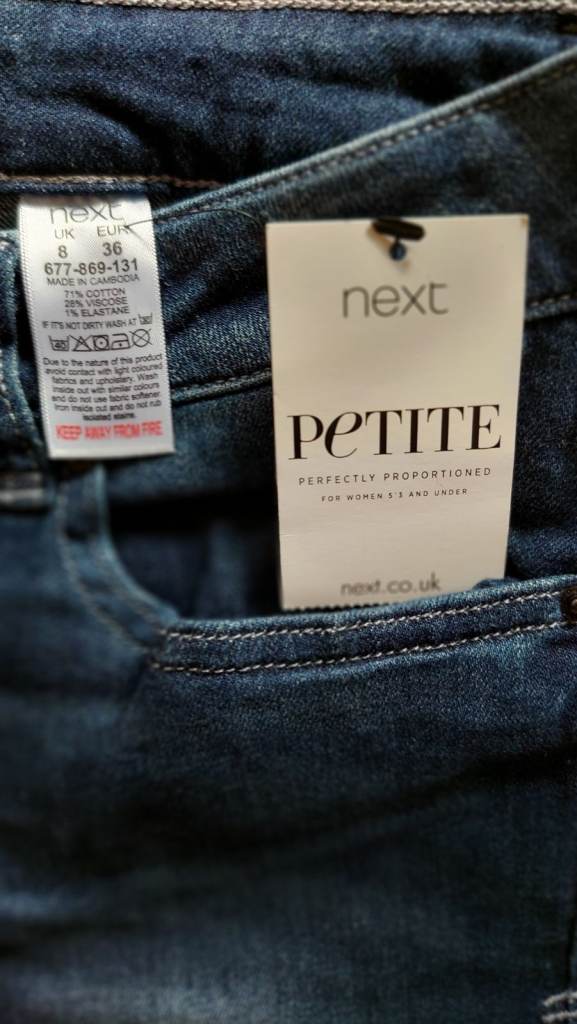 next
UK EUR
8 36
677-869-131
MADE IN CAMBODIA
71% COTTON
28% VISCOSE
1% ELASTANE
IF IT'S NOT DIRTY WASH AT
Due to the nature of this product
avoid contact with light coloured
fabrics and upholstery. Wash
inside out with similar colours
and do not use fabric softener.
Iron inside out and do not rub
isolated stains.
KEEP AWAY FROM FIRE
next
PeTITE
PERFECTLY PROPORTIONED
FOR WOMEN 5'3 AND UNDER
next.co.uk